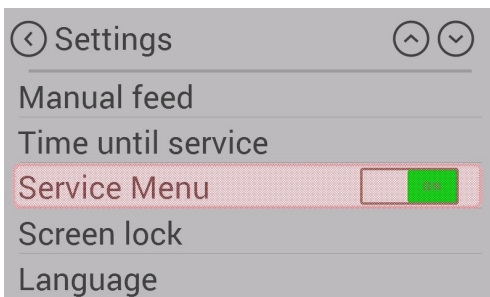 Settings
Manual feed
Time until service
Service Menu
Screen lock
Language